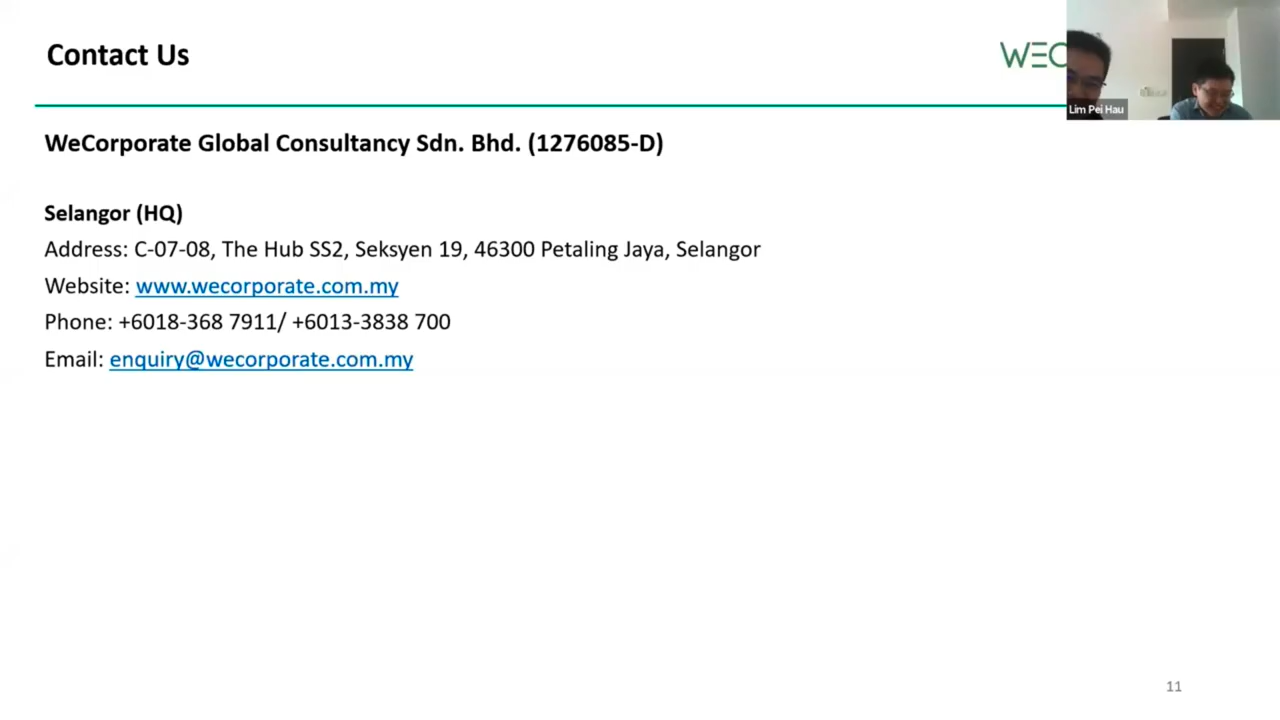 Contact Us
WEC
Lim Pei Hau
WeCorporate Global Consultancy Sdn. Bhd. (1276085-D)
Selangor (HQ)
Address: C-07-08, The Hub SS2, Seksyen 19, 46300 Petaling Jaya, Selangor
Website: www.wecorporate.com.my
Phone: +6018-368 7911/ +6013-3838 700
Email: enquiry@wecorporate.com.my
11